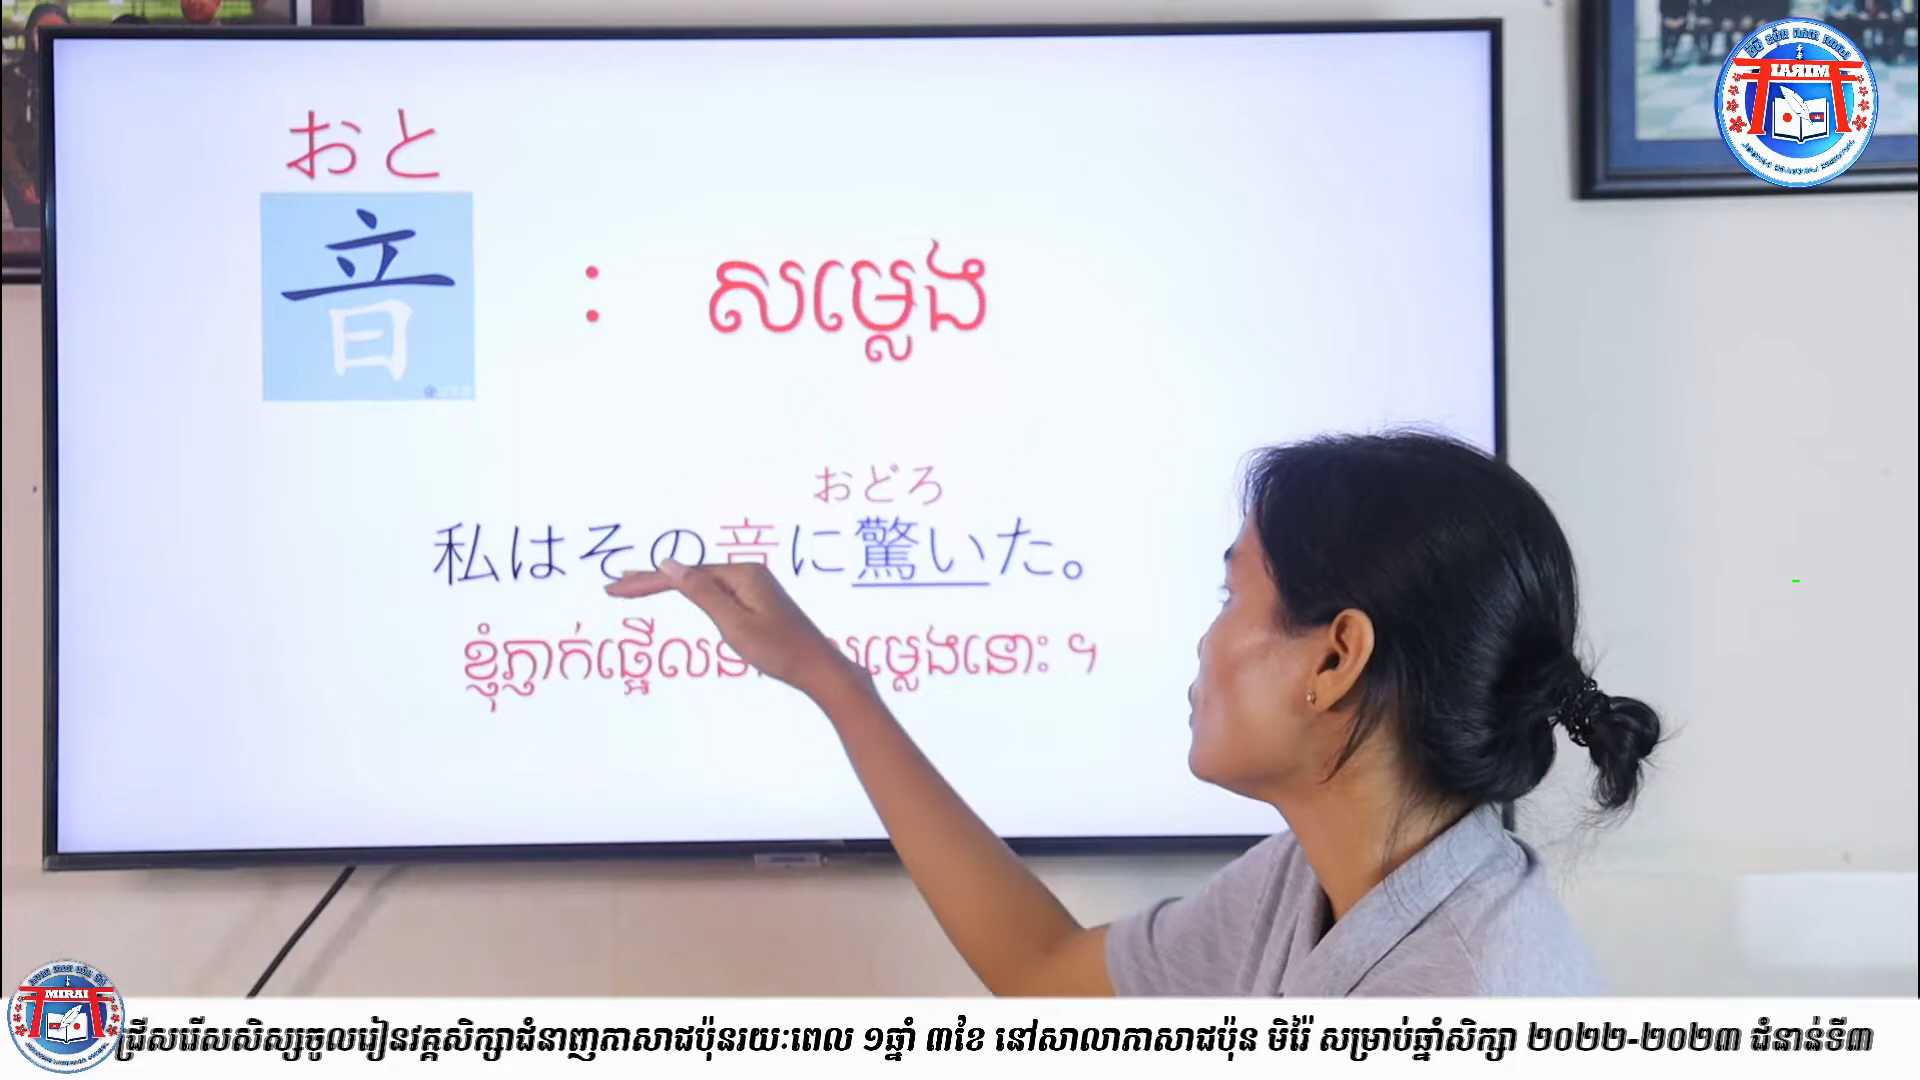 おと
音 : សម្លេង
おどろ
私はその音に驚いた。
ខ្ញុំភ្ញាក់ផ្អើល សម្លេងនោះ ។
MIRAI
MIRAI
ជ្រើសរើសសិស្សចូលរៀនវគ្គសិក្សាជំនាញភាសាជប៉ុនរយៈពេល ១ឆ្នាំ ៣ខែ នៅសាលាភាសាជប៉ុន មិរ៉ៃ សម្រាប់ឆ្នាំសិក្សា ២០២២-២០២៣ ជំនាន់ទី៣